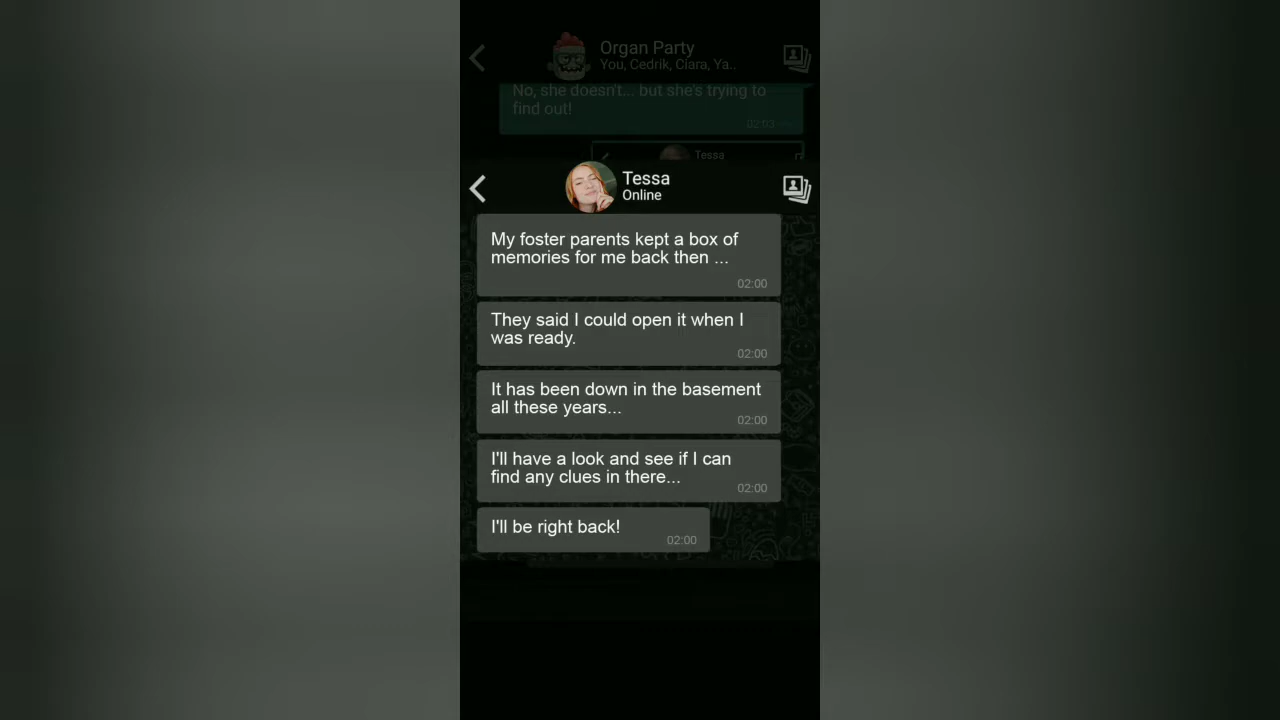 Organ Party
You, Cedrik, Ciara, Ya..
No, she doesn't... but she's trying to
find out!
02:03
Tessa
Tessa
Online
My foster parents kept a box of
memories for me back then ...
02:00
They said I could open it when I
was ready.
02:00
It has been down in the basement
all these years...
02:00
I'll have a look and see if I can
find any clues in there...
02:00
I'll be right back!
02:00